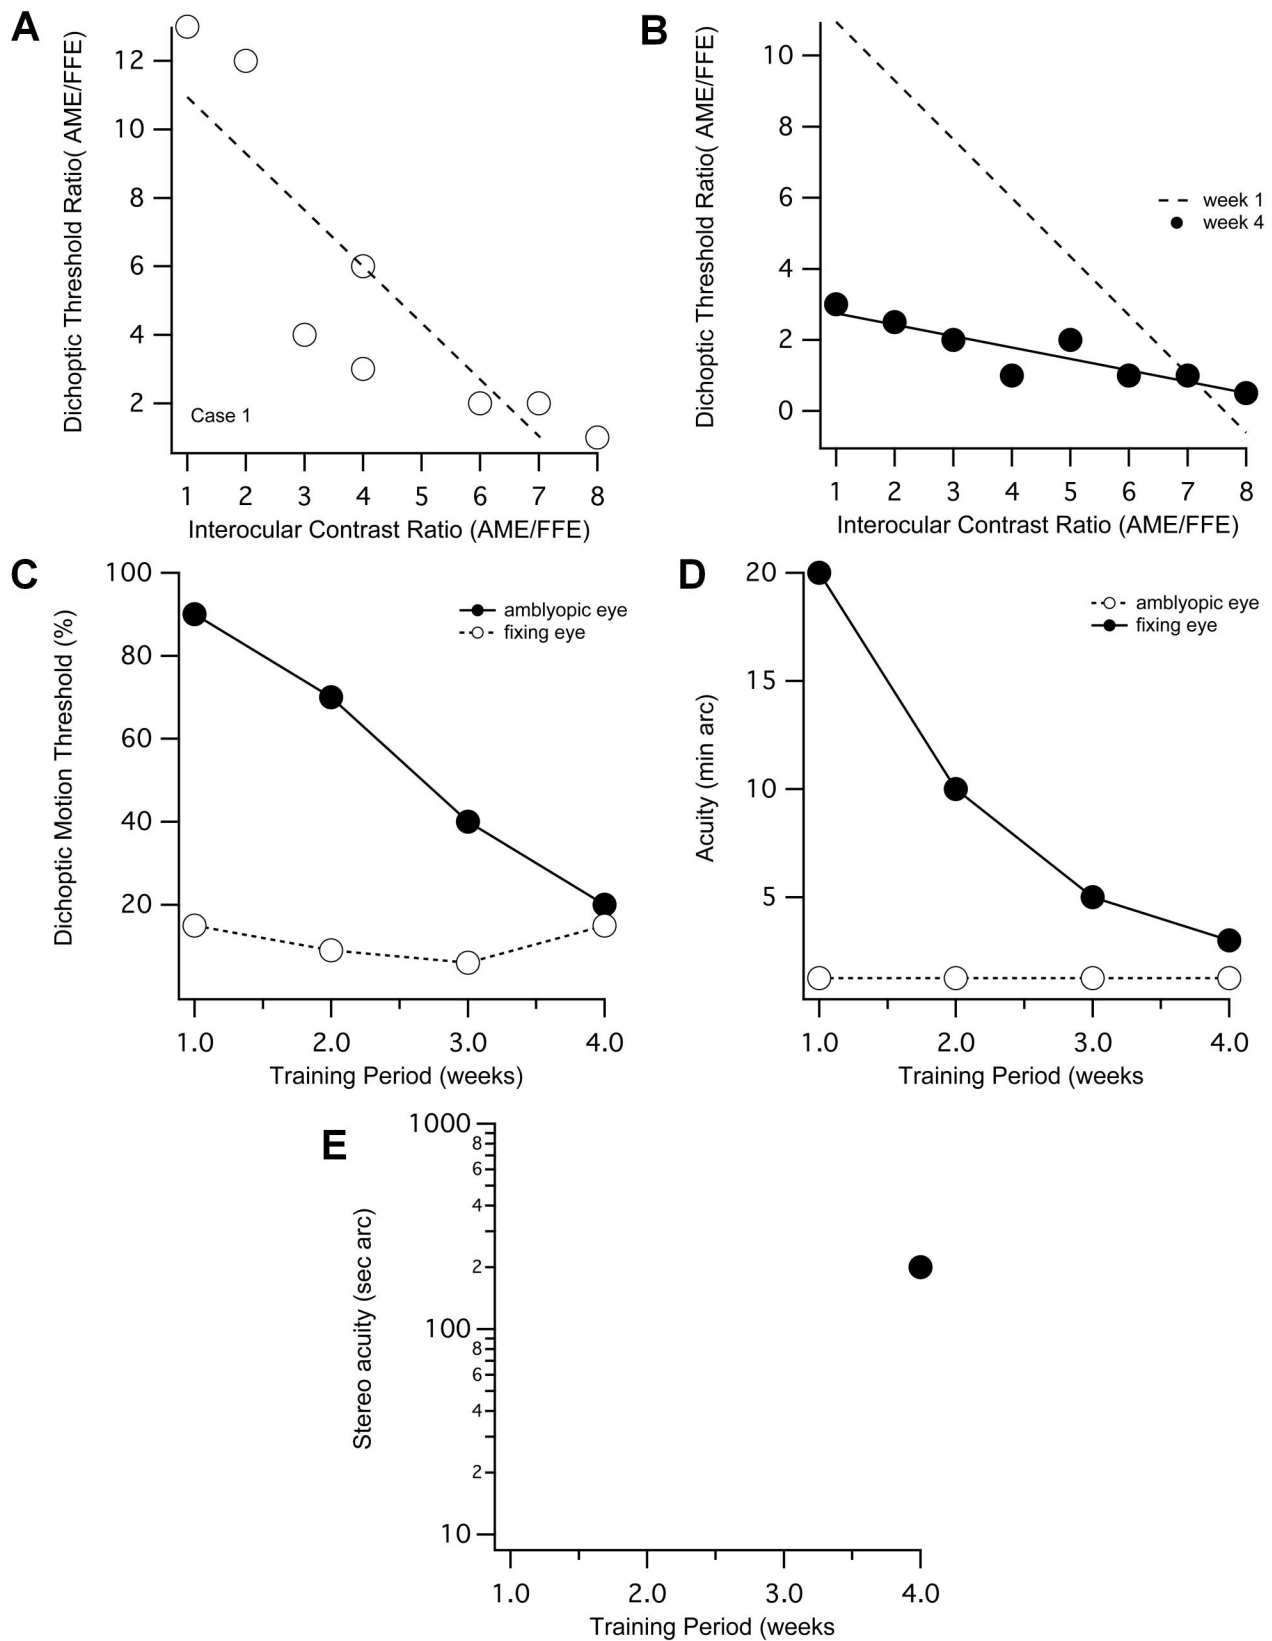 A
Dichoptic Threshold Ratio( AME/FFE)
12
10
8
6
4
2
Case 1
1 2 3 4 5 6 7 8
Interocular Contrast Ratio (AME/FFE)
B
Dichoptic Threshold Ratio( AME/FFE)
10
8
6
4
2
0
week 1
week 4
1 2 3 4 5 6 7 8
Interocular Contrast Ratio (AME/FFE)
C
Dichoptic Motion Threshold (%)
100
80
60
40
20
amblyopic eye
fixing eye
1.0 2.0 3.0 4.0
Training Period (weeks)
D
Acuity (min arc)
20
15
10
5
amblyopic eye
fixing eye
1.0 2.0 3.0 4.0
Training Period (weeks
E
Stereo acuity (sec arc)
1000
8
6
4
2
100
8
6
4
2
10
1.0 2.0 3.0 4.0
Training Period (weeks